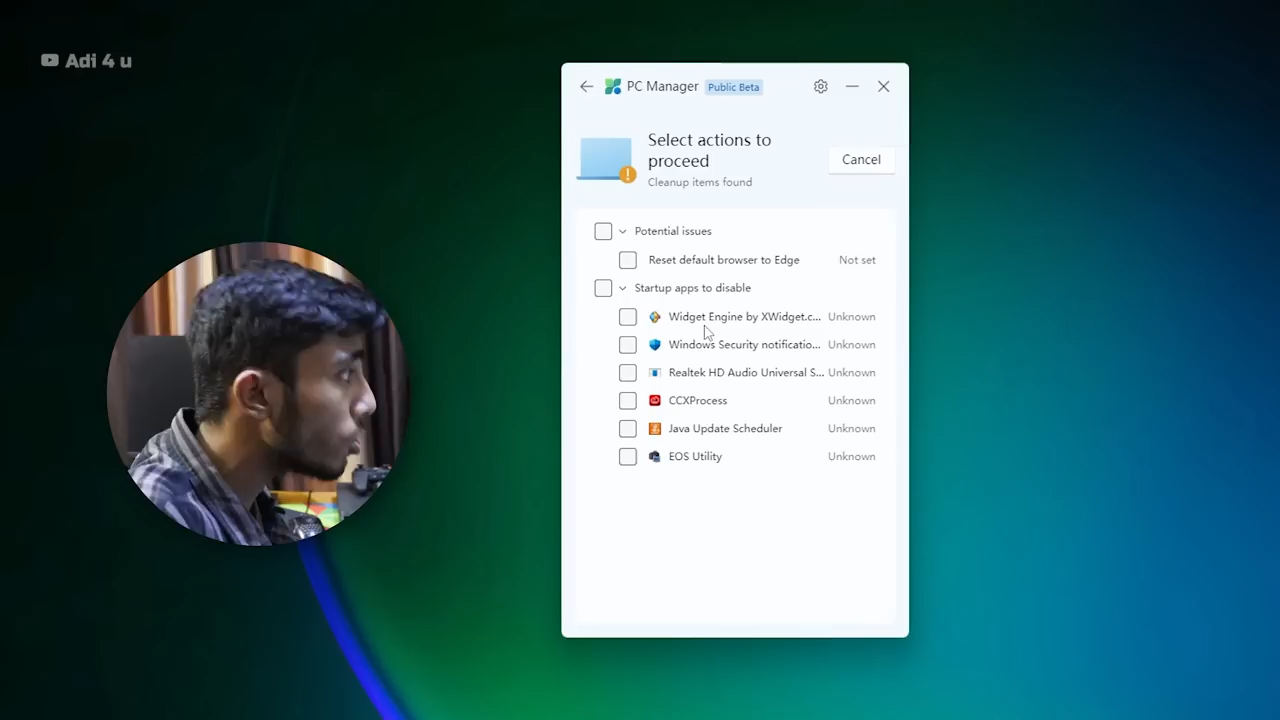 Adi 4 u
PC Manager Public Beta
Select actions to
proceed
Cancel
Cleanup items found
Potential issues
Reset default browser to Edge Not set
Startup apps to disable
Widget Engine by XWidget.c... Unknown
Windows Security notificatio... Unknown
Realtek HD Audio Universal S... Unknown
CCXProcess Unknown
Java Update Scheduler Unknown
EOS Utility Unknown